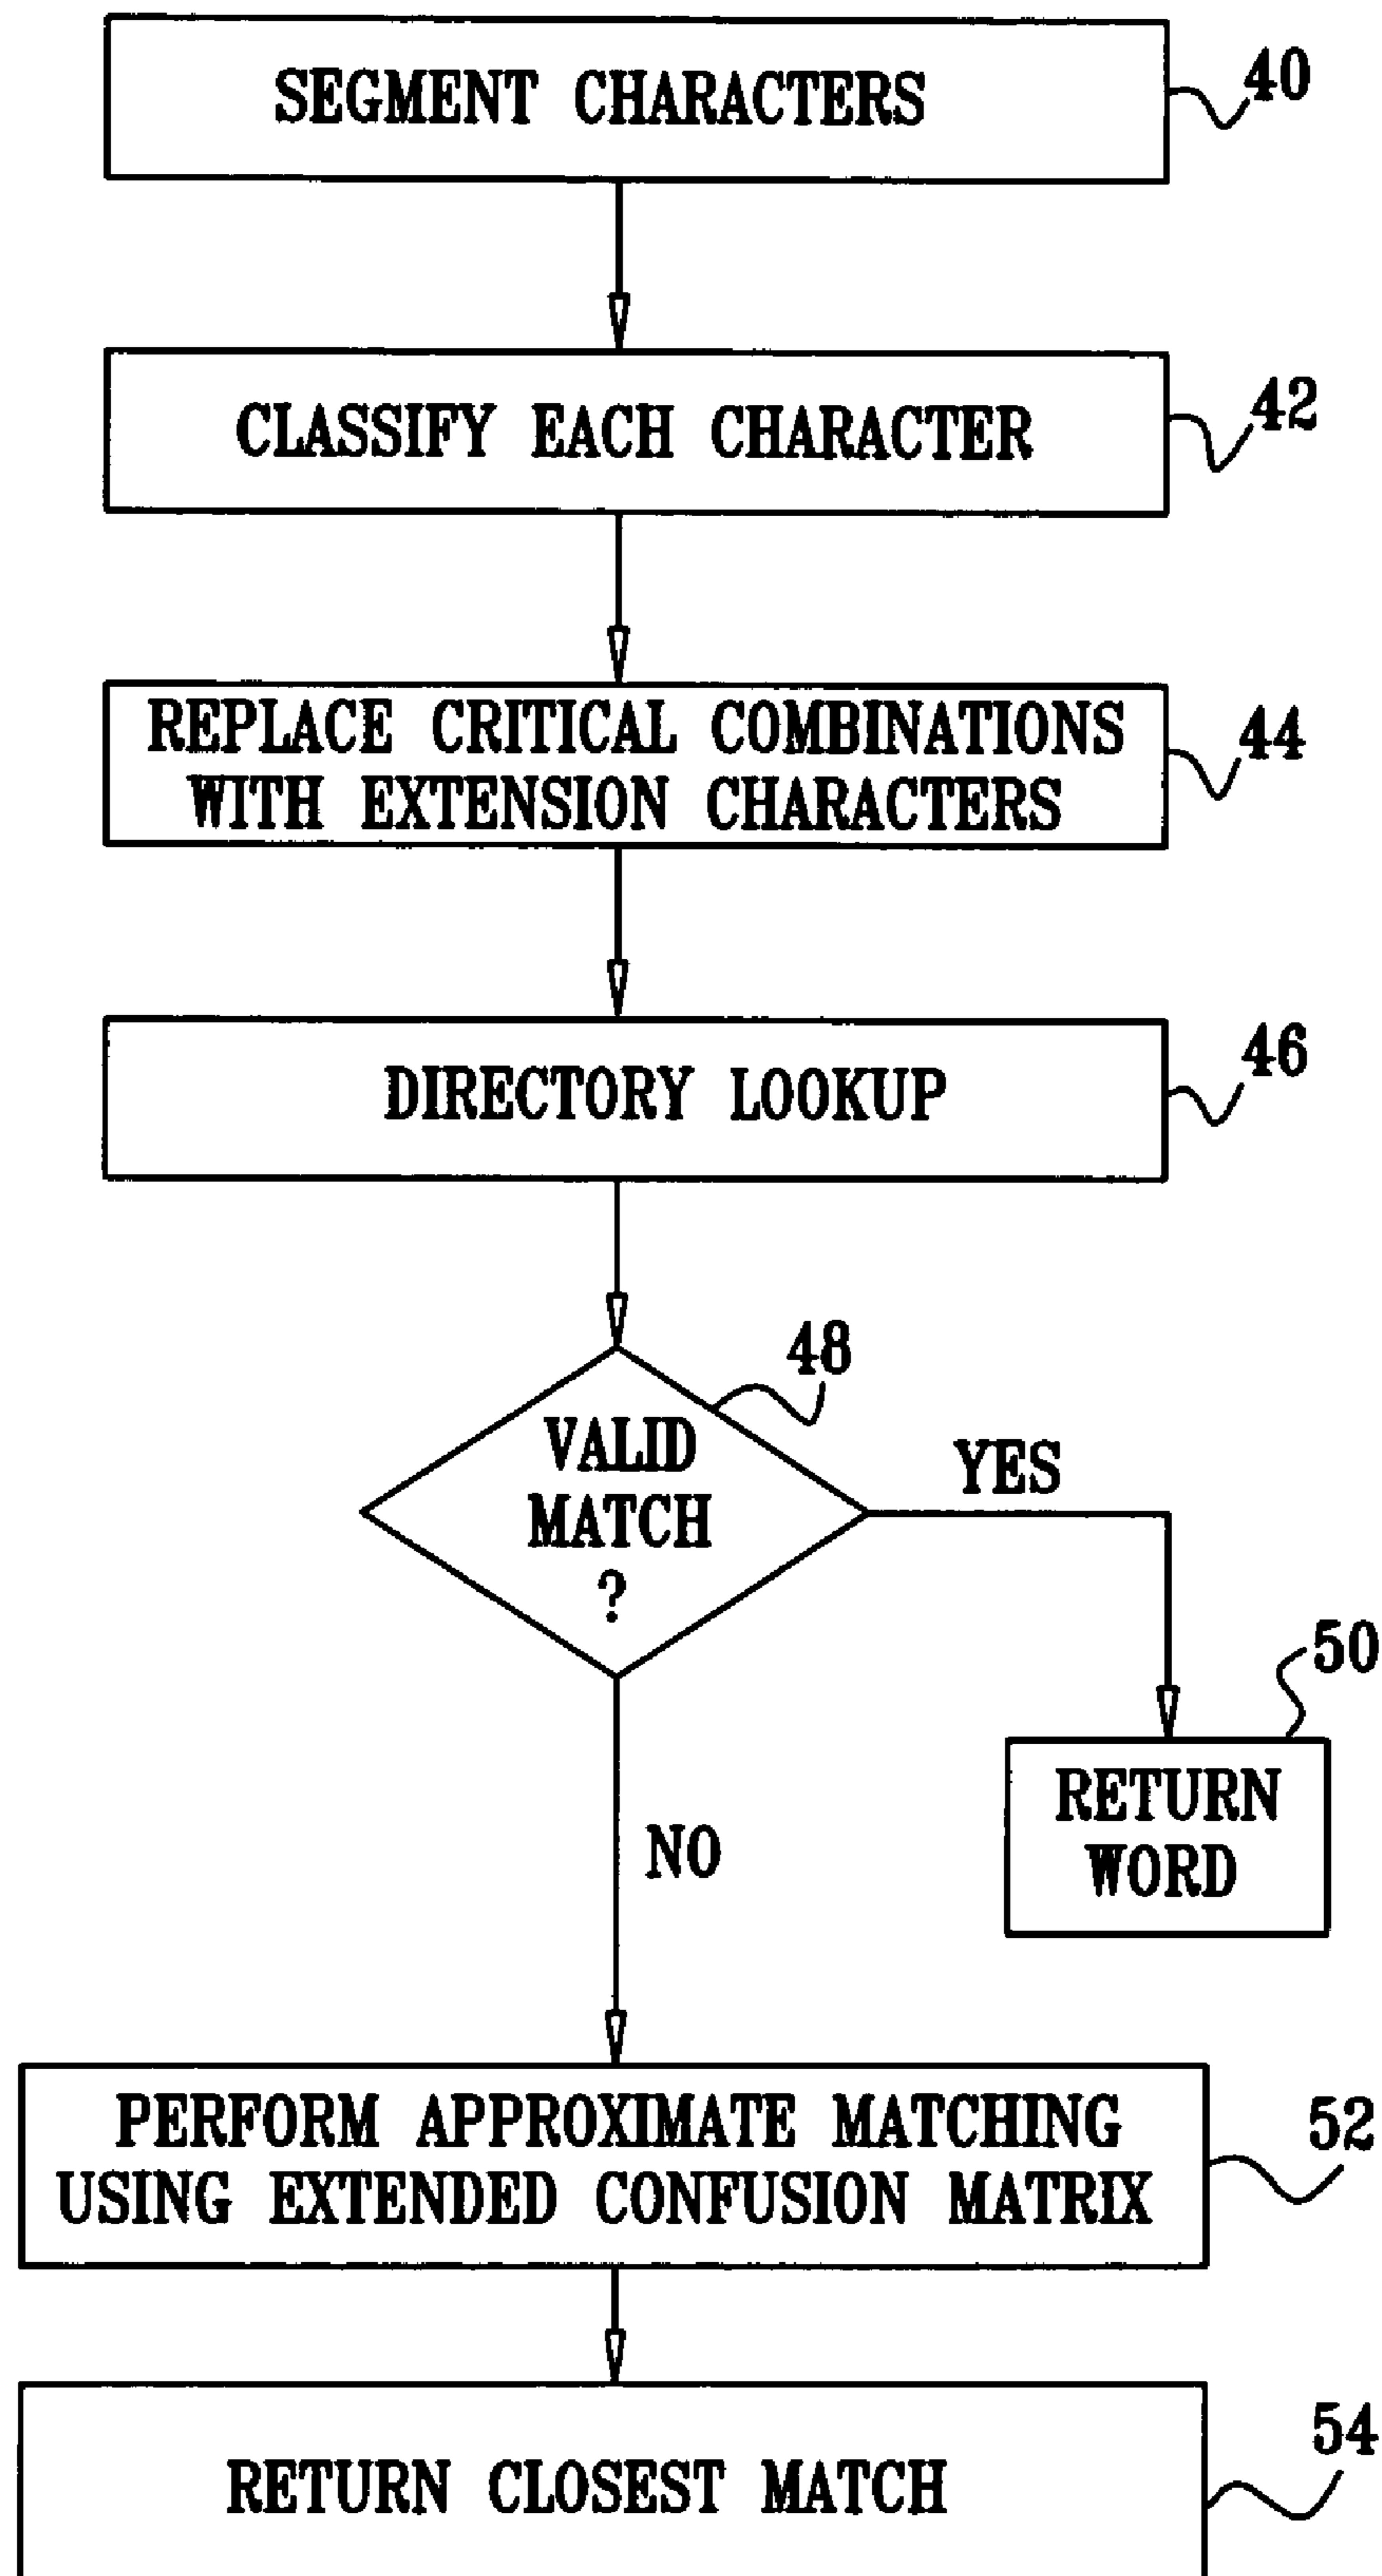 SEGMENT CHARACTERS
40
CLASSIFY EACH CHARACTER
42
REPLACE CRITICAL COMBINATIONS
WITH EXTENSION CHARACTERS
44
DIRECTORY LOOKUP
46
48
VALID
MATCH
?
YES
50
RETURN
WORD
NO
PERFORM APPROXIMATE MATCHING
USING EXTENDED CONFUSION MATRIX
52
RETURN CLOSEST MATCH
54